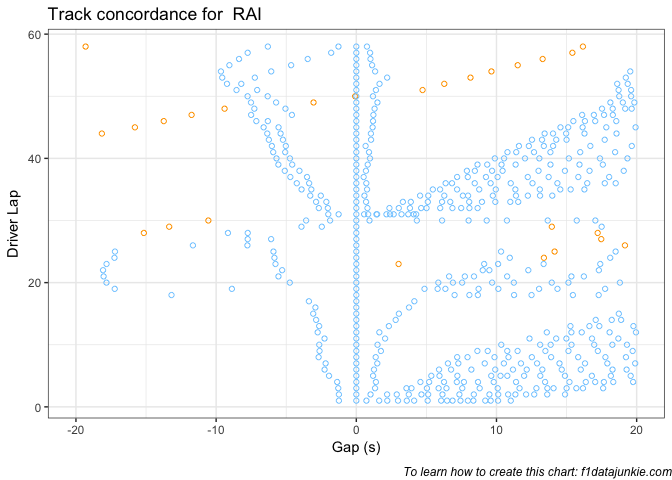 Track concordance for  RAI
60
40
20
0
Driver Lap
-20
-10
0
10
20
Gap (s)
To learn how to create this chart: f1datajunkie.com